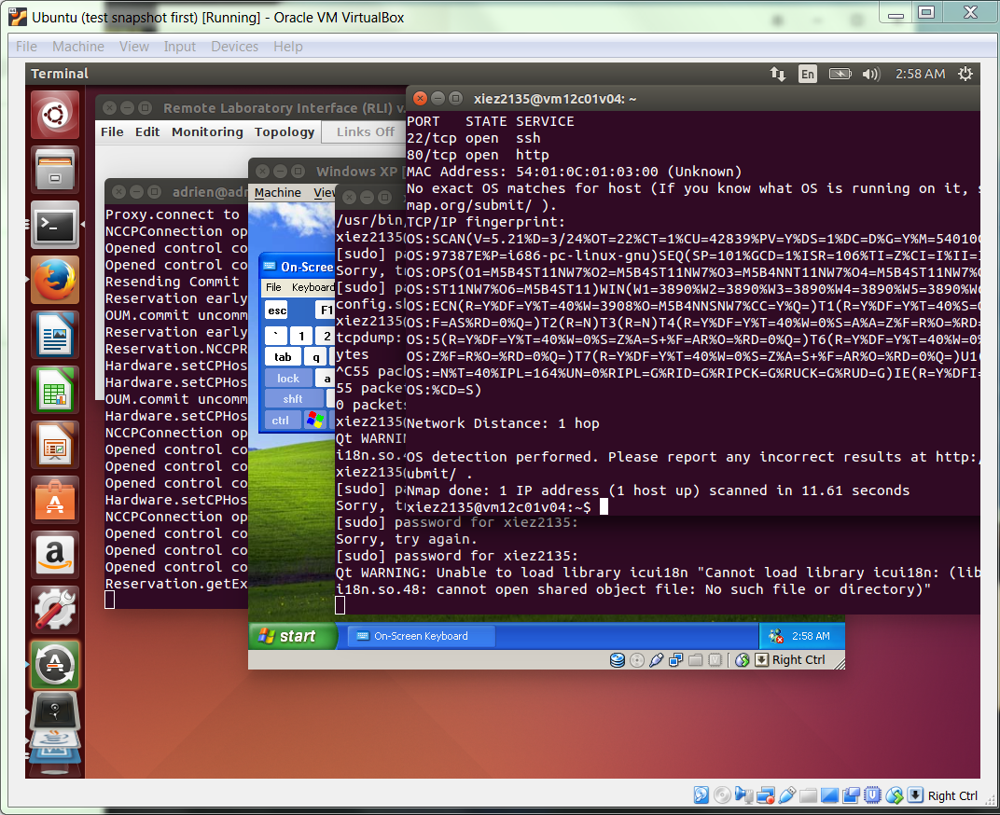 Ubuntu (test snapshot first) [Running] - Oracle VM VirtualBox
File Machine View Input Devices Help
Terminal
En
2:58 AM
Remote Laboratory Interface (RLI) v.
File Edit Monitoring Topology Links Off
adrien@adr
Proxy.connect to
NCCPConnection op
Opened control co
Opened control co
Resending Commit
Reservation early
OUM.commit uncomm
Reservation early
Reservation.NCCPR
Hardware.setCPHos
Hardware.setCPHos
OUM.commit uncomm
Hardware.setCPHos
NCCPConnection op
Opened control co
Opened control co
Opened control co
Hardware.setCPHos
NCCPConnection op
Opened control co
Opened control co
Opened control co
Reservation.getEx
Windows XP [
Machine View
On-Scree
File Keyboard
esc F1
` 1 2
tab q
lock a
shft
ctrl
/usr/bin
xiez2135
[sudo] pa
Sorry, t
[sudo] pa
config.sh
xiez2135
tcpdump:
ytes
^C55 pack
55 packet
0 packets
xiez2135
Qt WARNIN
i18n.so.4
xiez2135
[sudo] pa
Sorry, t
[sudo] password for xiez2135:
Sorry, try again.
[sudo] password for xiez2135:
Qt WARNING: Unable to load library icui18n "Cannot load library icui18n: (lib
i18n.so.48: cannot open shared object file: No such file or directory)"
xiez2135@vm12c01v04: ~
PORT STATE SERVICE
22/tcp open ssh
80/tcp open http
MAC Address: 54:01:0C:01:03:00 (Unknown)
No exact OS matches for host (If you know what OS is running on it, s
map.org/submit/ ).
TCP/IP fingerprint:
OS:SCAN(V=5.21%D=3/24%OT=22%CT=1%CU=42839%PV=Y%DS=1%DC=D%G=Y%M=54010C
OS:97387E%P=i686-pc-linux-gnu)SEQ(SP=101%GCD=1%ISR=106%TI=Z%CI=I%II=I
OS:OPS(O1=M5B4ST11NW7%O2=M5B4ST11NW7%O3=M5B4NNT11NW7%O4=M5B4ST11NW7%O
OS:ST11NW7%O6=M5B4ST11)WIN(W1=3890%W2=3890%W3=3890%W4=3890%W5=3890%W6
OS:ECN(R=Y%DF=Y%T=40%W=3908%O=M5B4NNSNW7%CC=Y%Q=)T1(R=Y%DF=Y%T=40%S=O
OS:F=AS%RD=0%Q=)T2(R=N)T3(R=N)T4(R=Y%DF=Y%T=40%W=0%S=A%A=Z%F=R%O=%RD=
OS:5(R=Y%DF=Y%T=40%W=0%S=Z%A=S+%F=AR%O=%RD=0%Q=)T6(R=Y%DF=Y%T=40%W=0%
OS:Z%F=R%O=%RD=0%Q=)T7(R=Y%DF=Y%T=40%W=0%S=Z%A=S+%F=AR%O=%RD=0%Q=)U1(
OS:=N%T=40%IPL=164%UN=0%RIPL=G%RID=G%RIPCK=G%RUCK=G%RUD=G)IE(R=Y%DFI=
OS:%CD=S)
Network Distance: 1 hop
OS detection performed. Please report any incorrect results at http:/
ubmit/ .
Nmap done: 1 IP address (1 host up) scanned in 11.61 seconds
xiez2135@vm12c01v04:~$
start
On-Screen Keyboard
2:58 AM
Right Ctrl
Right Ctrl